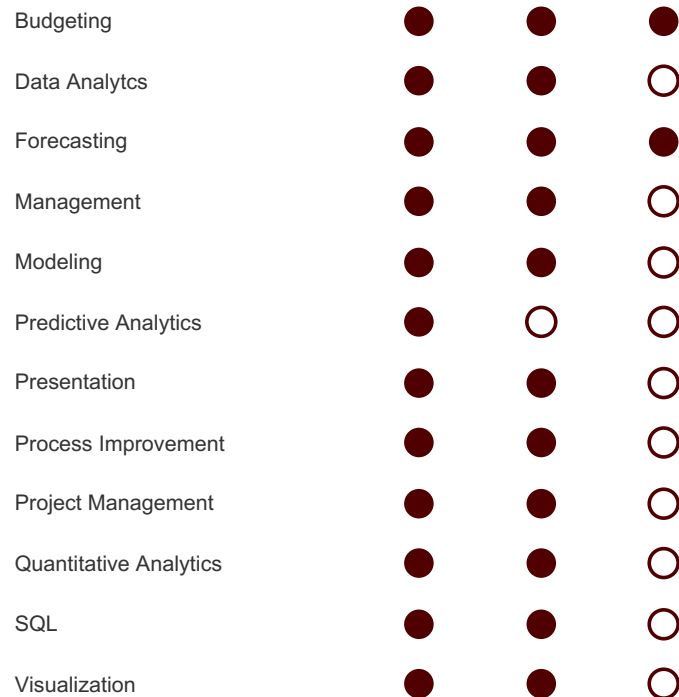 Budgeting
Data Analytcs
Forecasting
Management
Modeling
Predictive Analytics
Presentation
Process Improvement
Project Management
Quantitative Analytics
SQL
Visualization